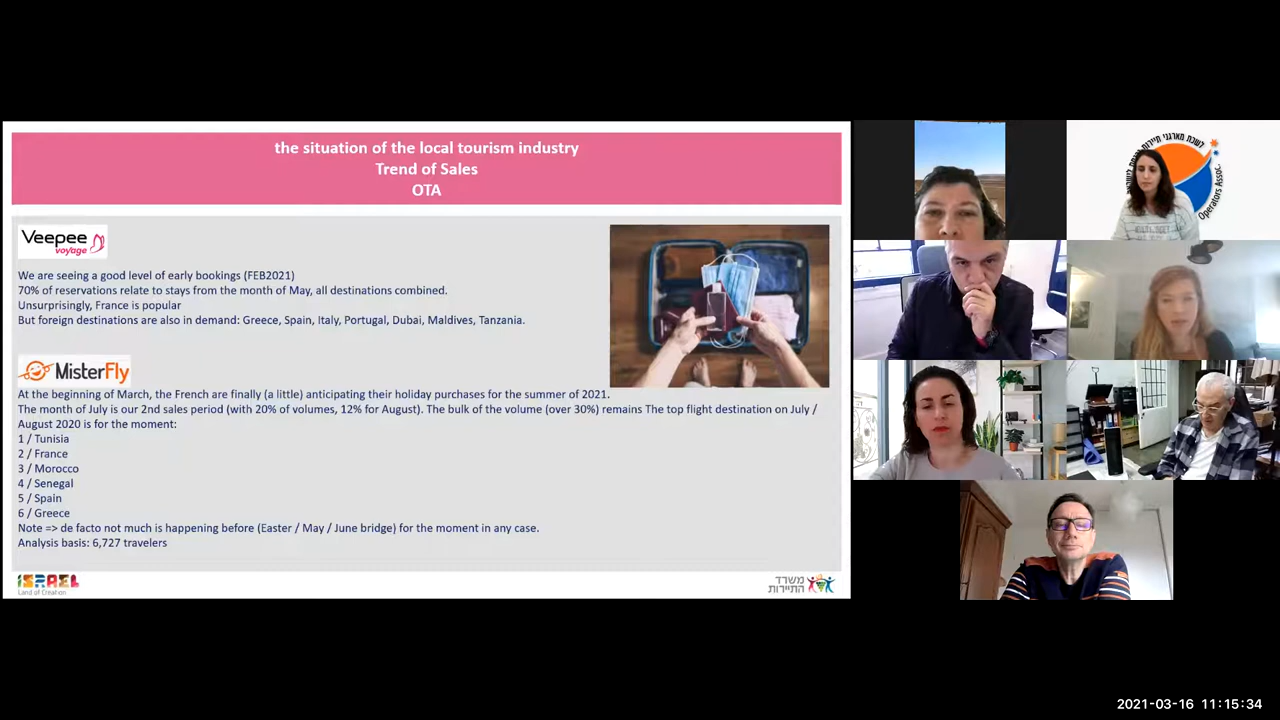 the situation of the local tourism industry
Trend of Sales
OTA
Veepee
voyage
We are seeing a good level of early bookings (FEB2021)
70% of reservations relate to stays from the month of May, all destinations combined.
Unsurprisingly, France is popular
But foreign destinations are also in demand: Greece, Spain, Italy, Portugal, Dubai, Maldives, Tanzania.
MisterFly
At the beginning of March, the French are finally (a little) anticipating their holiday purchases for the summer of 2021.
The month of July is our 2nd sales period (with 20% of volumes, 12% for August). The bulk of the volume (over 30%) remains The top flight destination on July /
August 2020 is for the moment:
1 / Tunisia
2 / France
3 / Morocco
4 / Senegal
5 / Spain
6 / Greece
Note => de facto not much is happening before (Easter / May / June bridge) for the moment in any case.
Analysis basis: 6,727 travelers
ISRAEL
Land of Creation
משרד
התיירות
לשכת מארגני תיירות
Operators Assoc.
2021-03-16 11:15:34